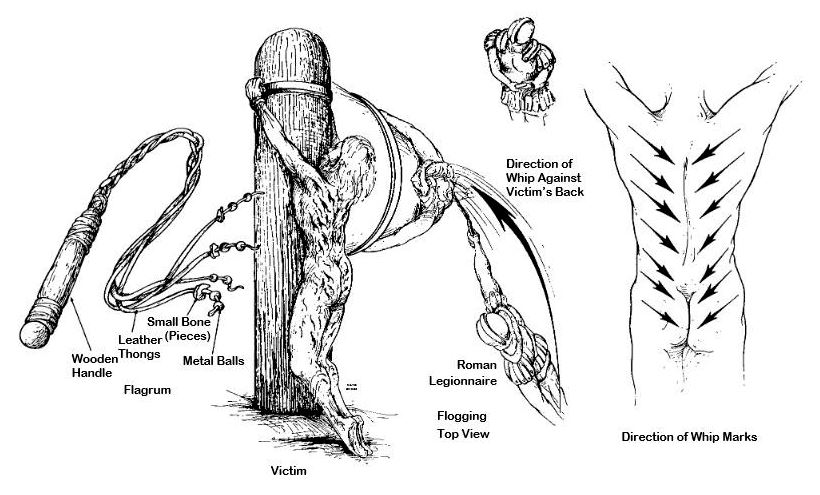 Direction of
Whip Against
Victim's Back
Small Bone
(Pieces)
Leather
Thongs
Wooden
Handle
Metal Balls
Flagrum
Roman
Legionnaire
Flogging
Top View
Direction of Whip Marks
Victim